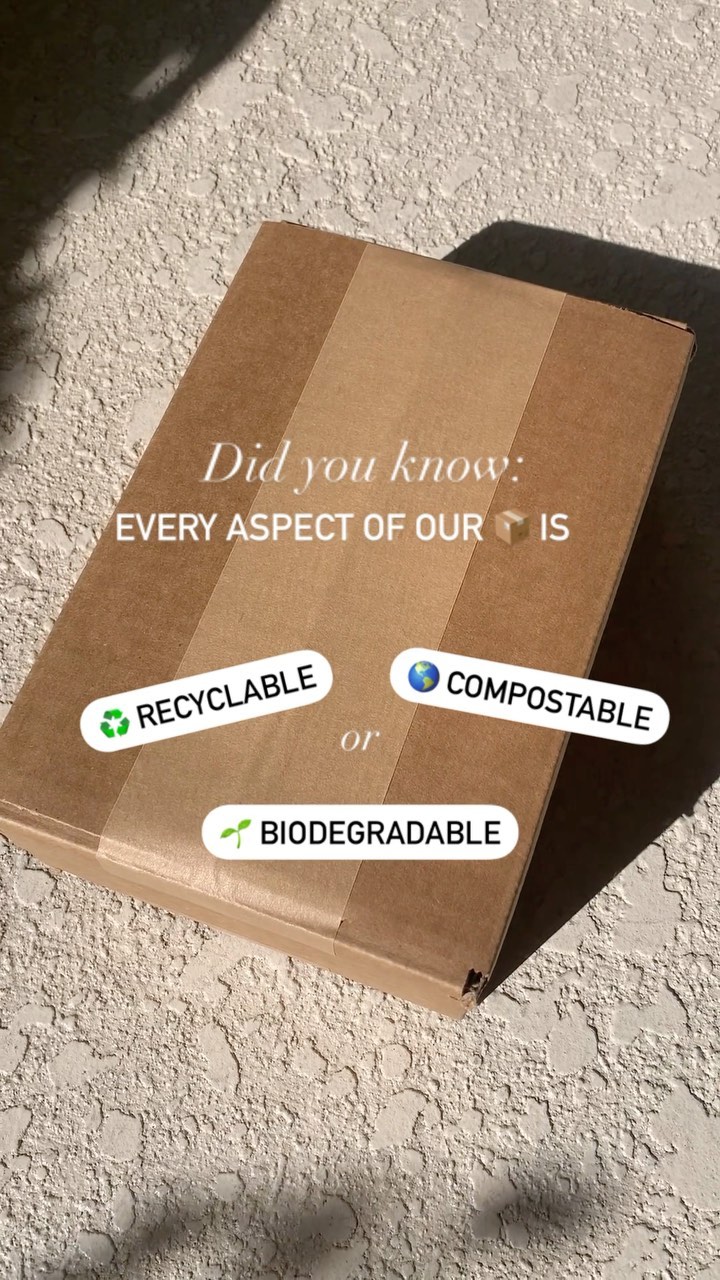 Did you know:
EVERY ASPECT OF OUR 📦 IS
♻️ RECYCLABLE
🌎 COMPOSTABLE
or
🌱 BIODEGRADABLE